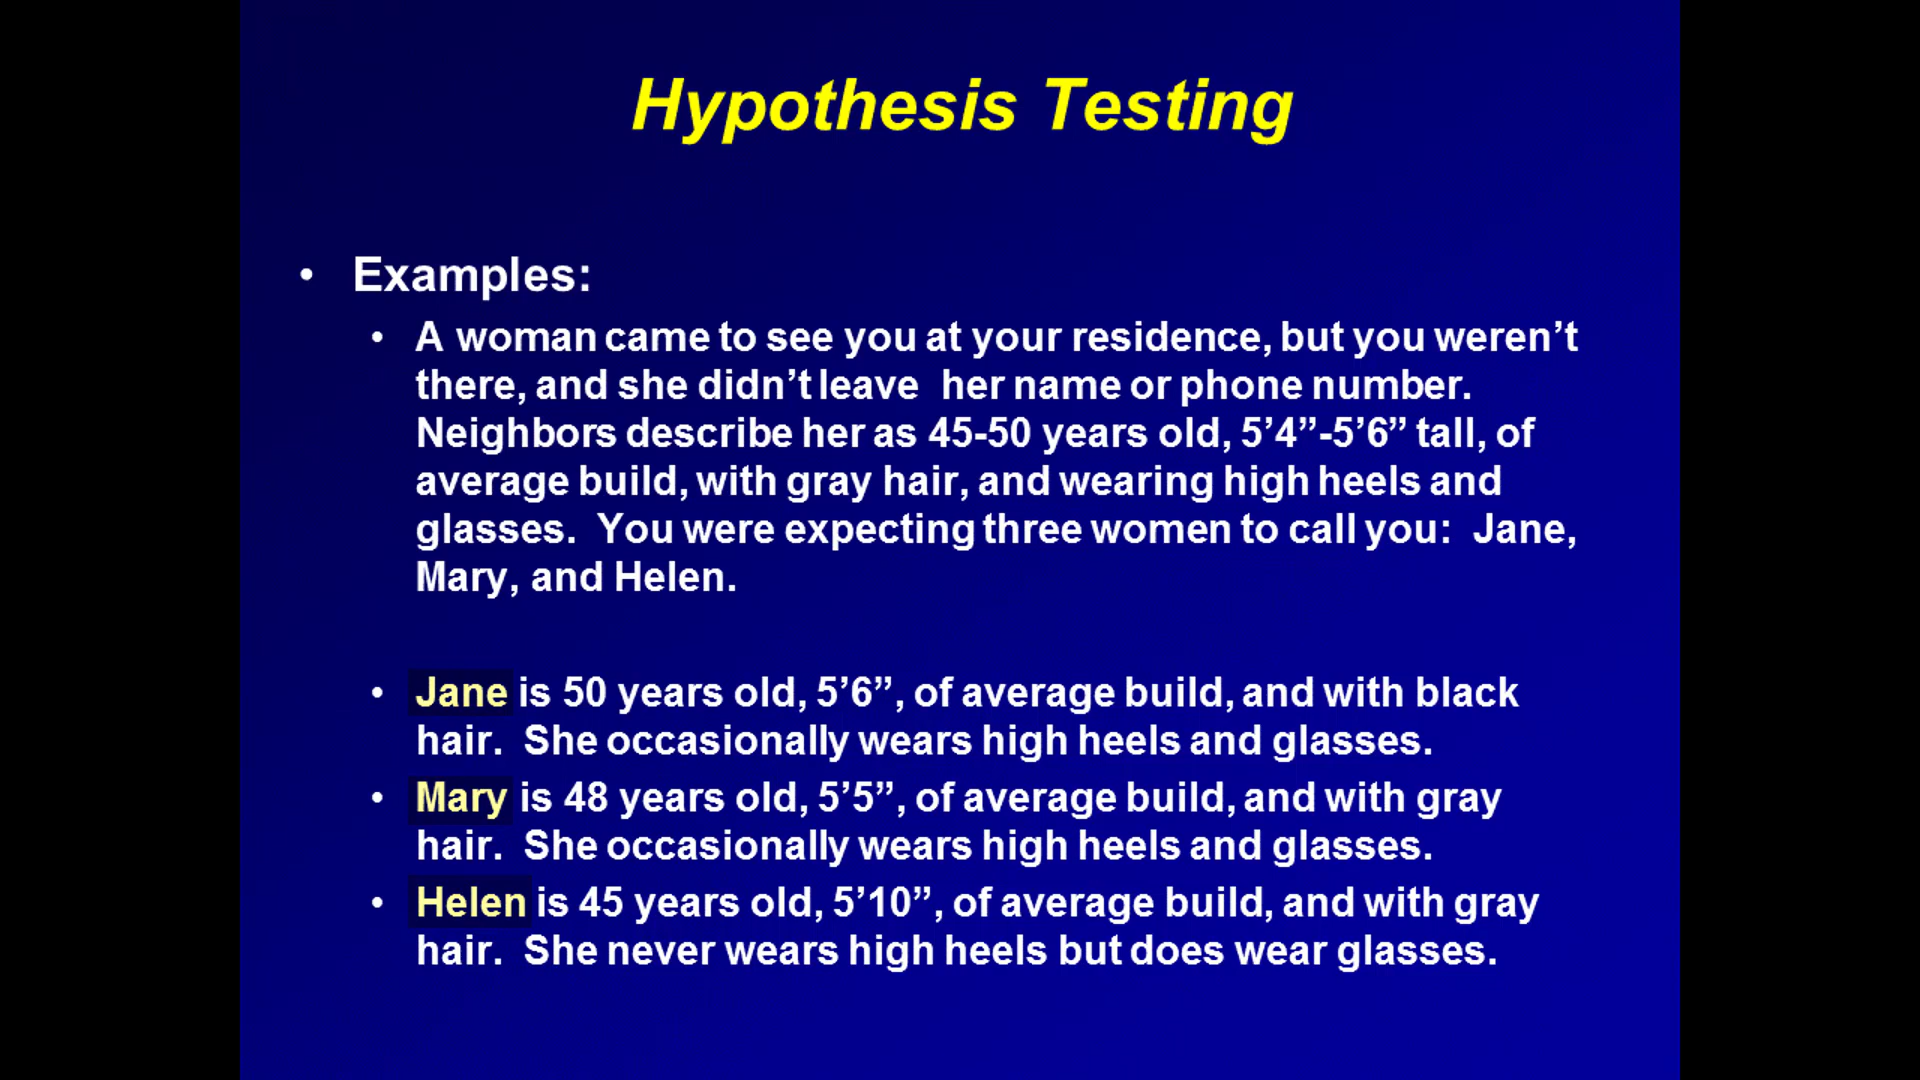 Hypothesis Testing
• Examples:
• A woman came to see you at your residence, but you weren’t
there, and she didn’t leave her name or phone number.
Neighbors describe her as 45-50 years old, 5’4”-5’6” tall, of
average build, with gray hair, and wearing high heels and
glasses. You were expecting three women to call you: Jane,
Mary, and Helen.
• Jane is 50 years old, 5’6”, of average build, and with black
hair. She occasionally wears high heels and glasses.
• Mary is 48 years old, 5’5”, of average build, and with gray
hair. She occasionally wears high heels and glasses.
• Helen is 45 years old, 5’10”, of average build, and with gray
hair. She never wears high heels but does wear glasses.